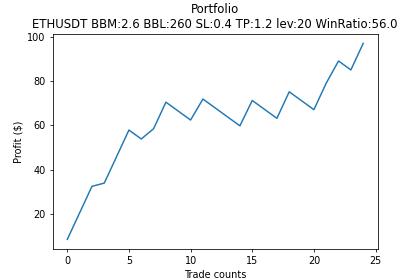 Portfolio
ETHUSDT BBM:2.6 BBL:260 SL:0.4 TP:1.2 lev:20 WinRatio:56.0
100
80
60
40
20
Profit ($)
0 5 10 15 20 25
Trade counts